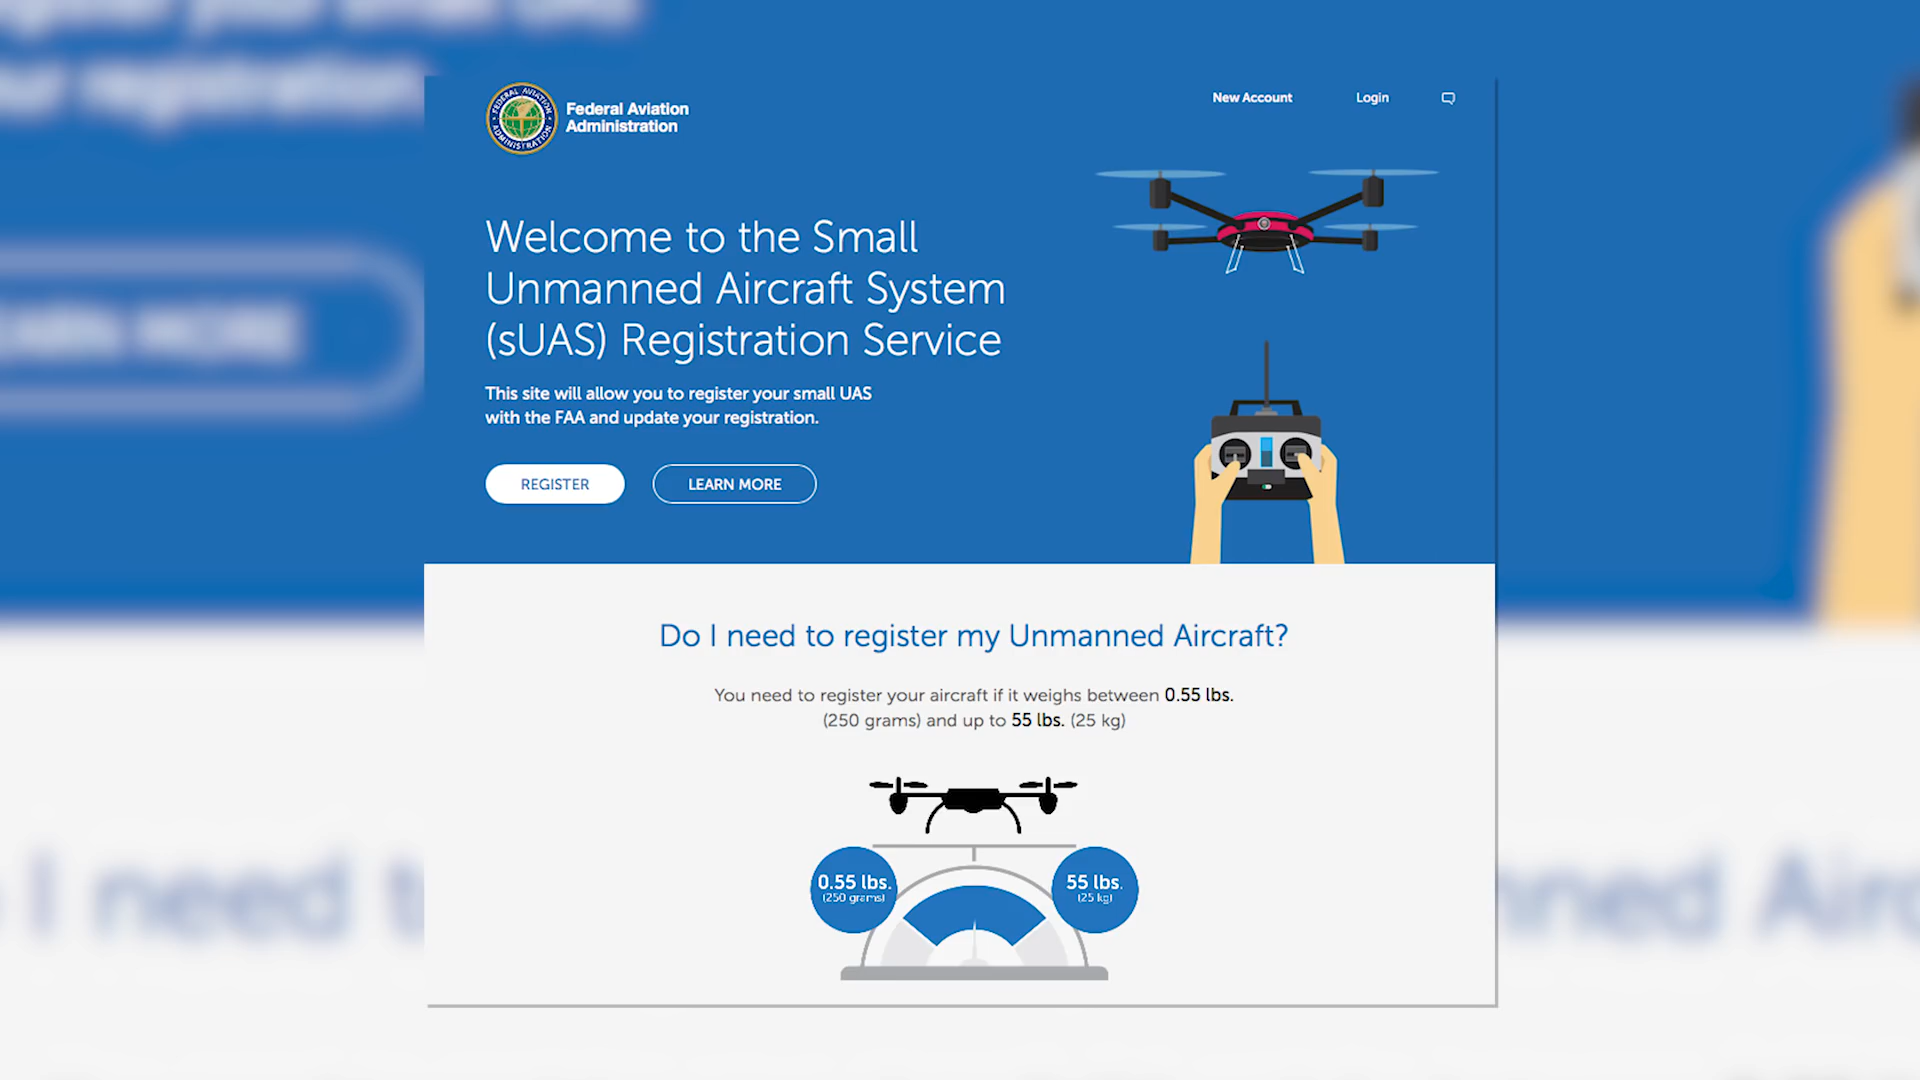 FEDERAL AVIATION
ADMINISTRATION
Federal Aviation
Administration
New Account
Login
Welcome to the Small
Unmanned Aircraft System
(sUAS) Registration Service
This site will allow you to register your small UAS
with the FAA and update your registration.
REGISTER
LEARN MORE
Do I need to register my Unmanned Aircraft?
You need to register your aircraft if it weighs between 0.55 lbs.
(250 grams) and up to 55 lbs. (25 kg)
0.55 lbs.
(250 grams)
55 lbs.
(25 kg)